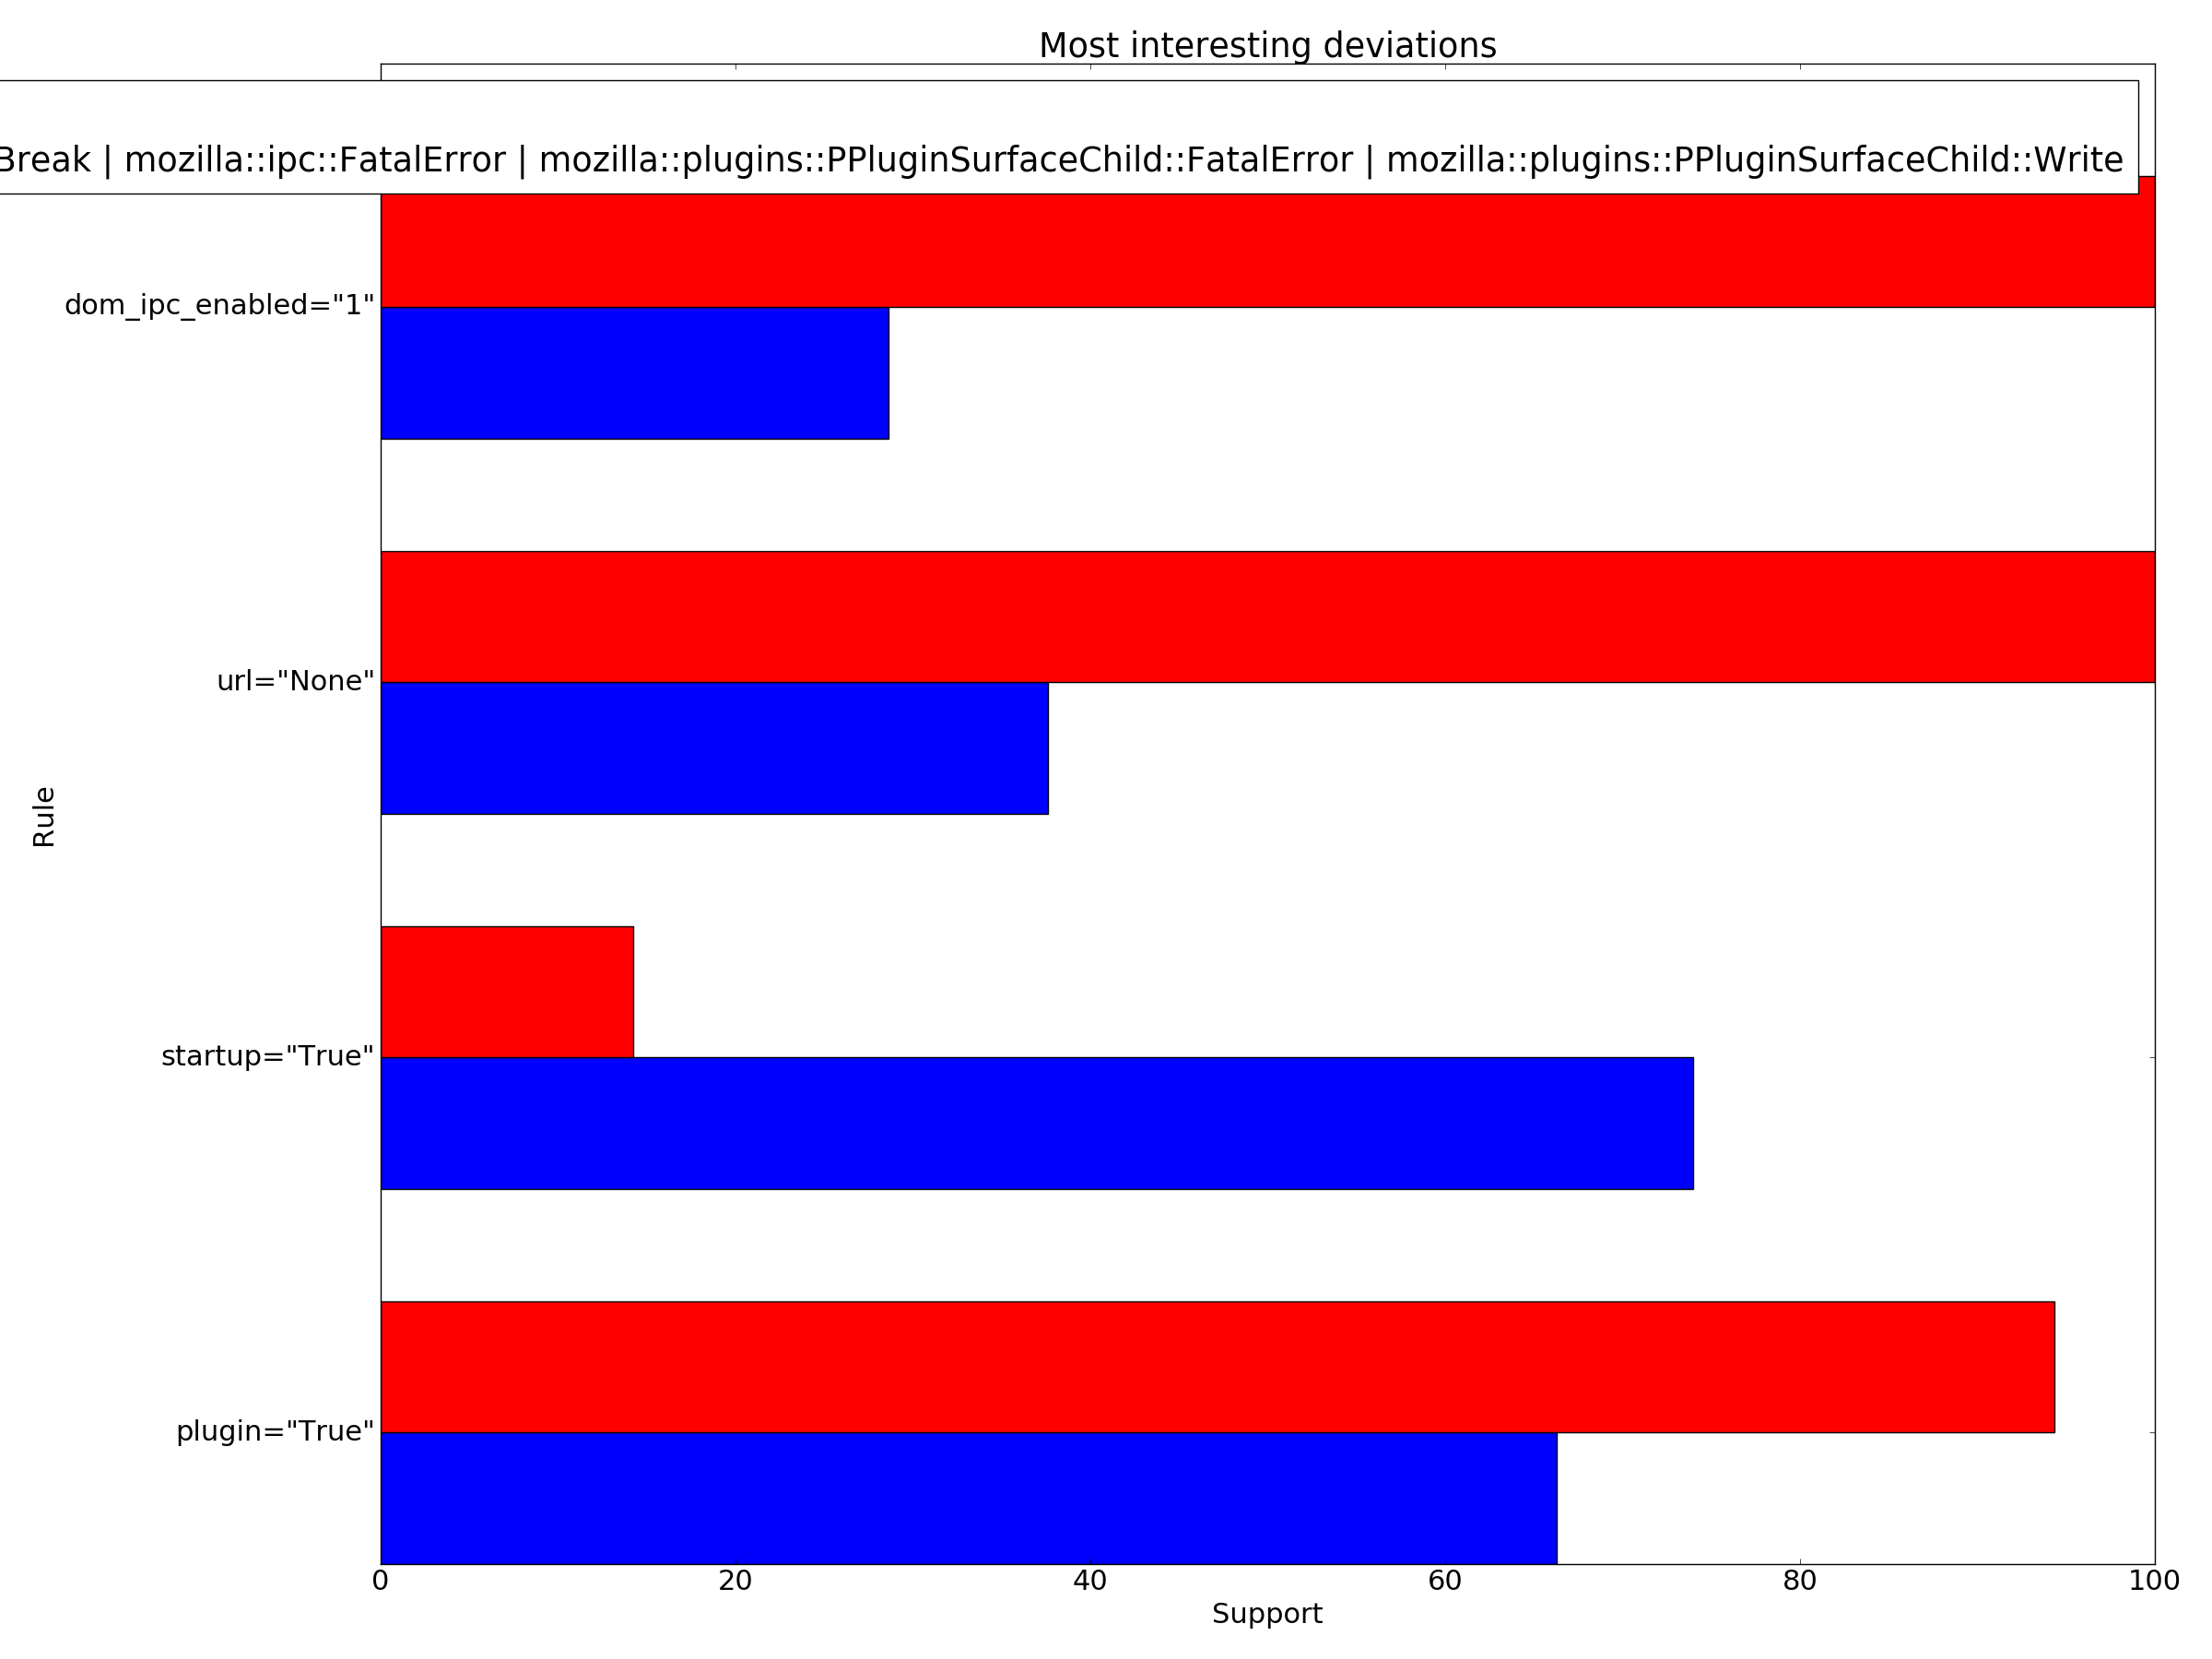 Most interesting deviations
Break | mozilla::ipc::FatalError | mozilla::plugins::PPluginSurfaceChild::FatalError | mozilla::plugins::PPluginSurfaceChild::Write
dom_ipc_enabled="1"
url="None"
Rule
startup="True"
plugin="True"
0 20 40 60 80 100
Support